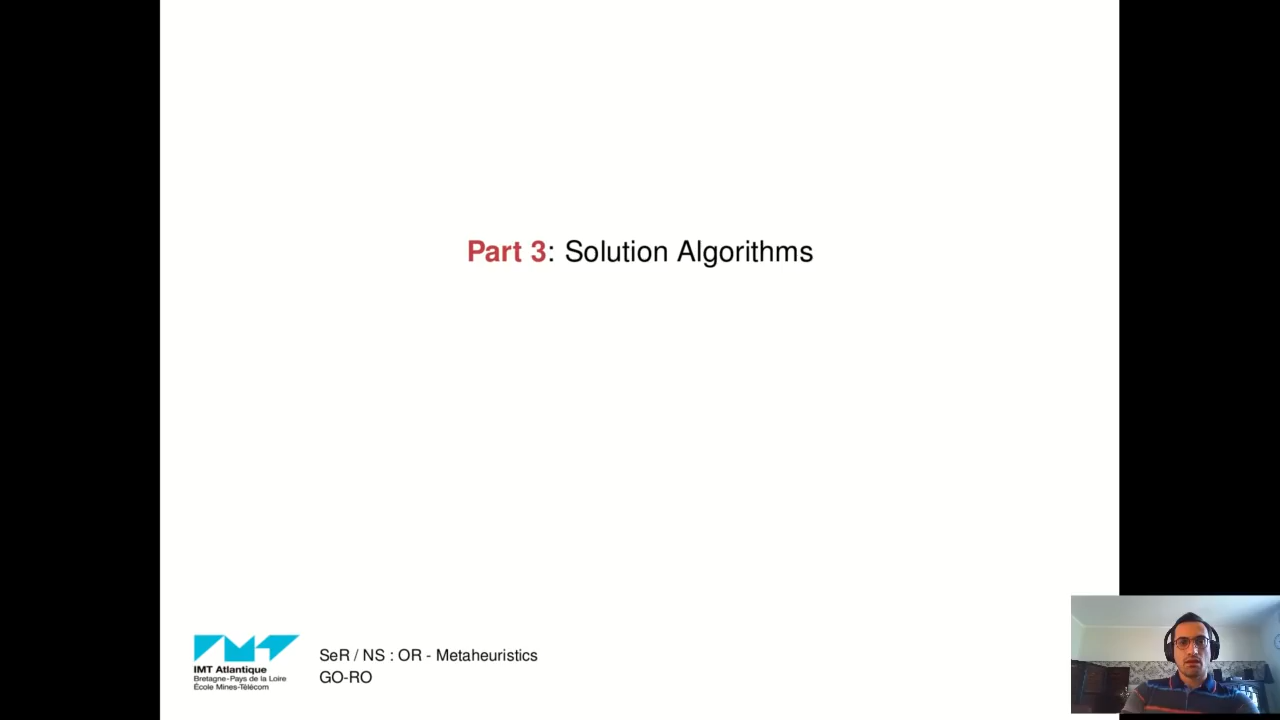 Part 3: Solution Algorithms
IMT Atlantique
Bretagne-Pays de la Loire
École Mines-Télécom
SeR / NS : OR - Metaheuristics
GO-RO